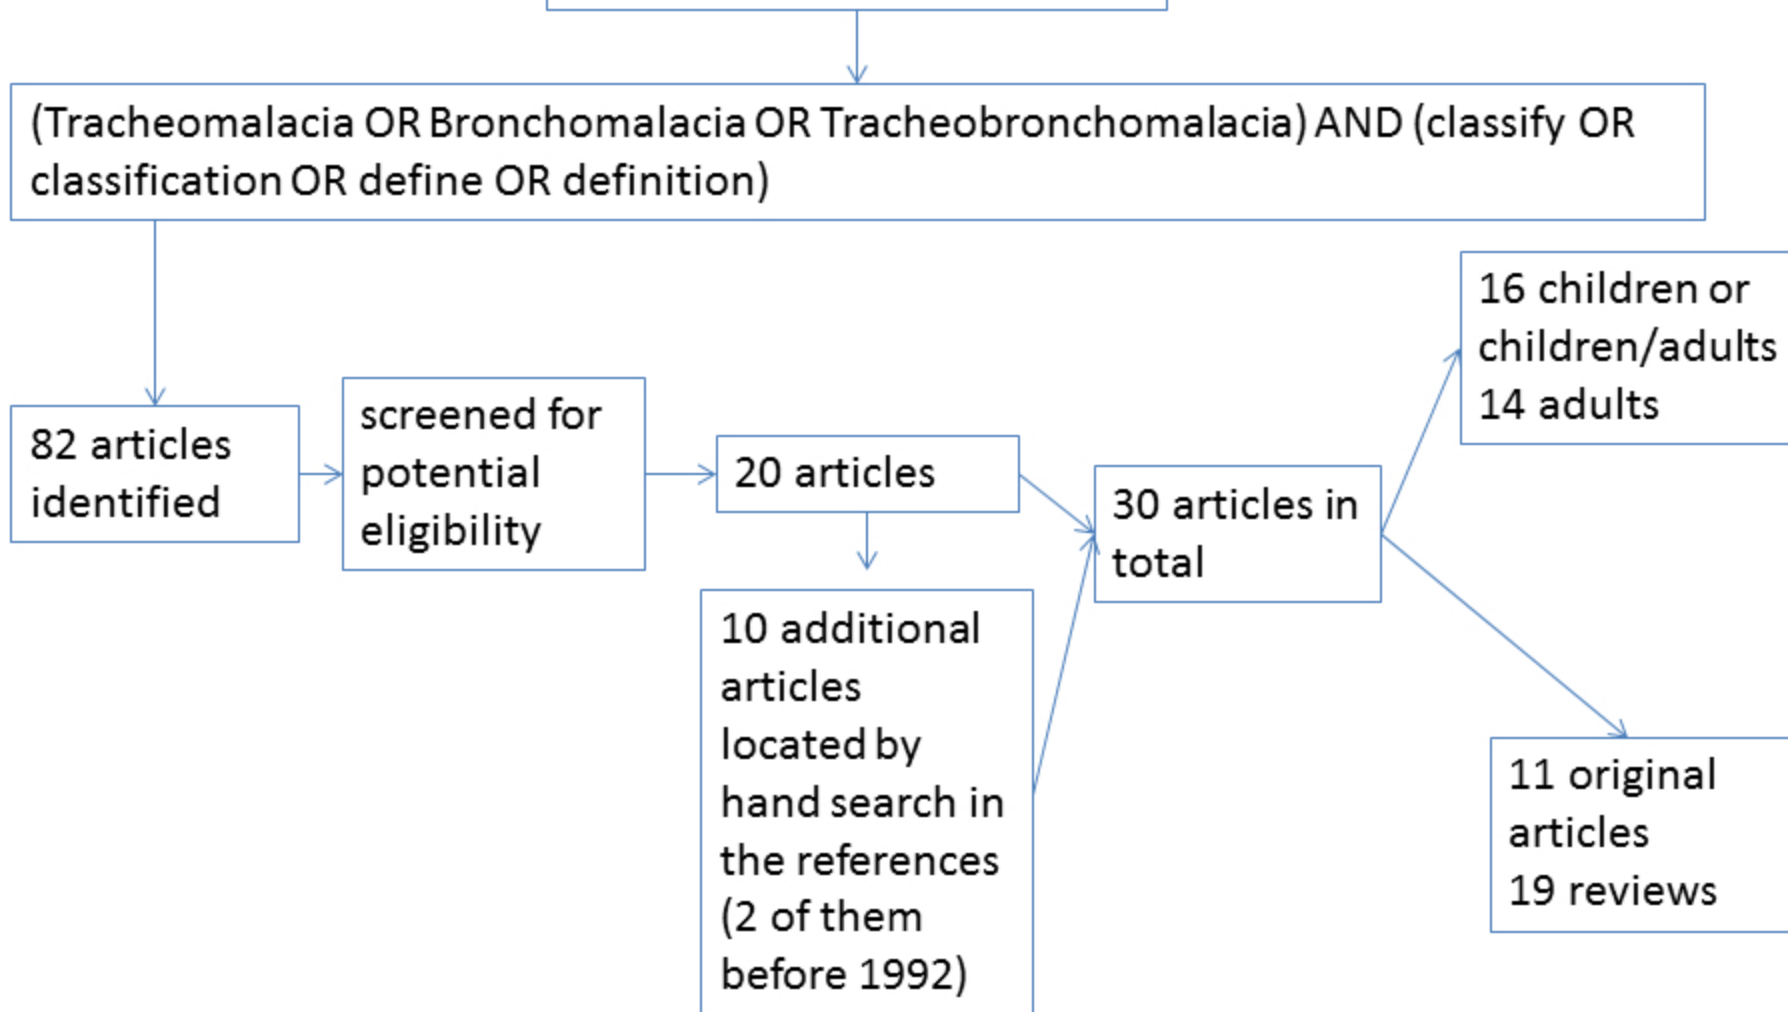 (Tracheomalacia OR Bronchomalacia OR Tracheobronchomalacia) AND (classify OR
classification OR define OR definition)
82 articles
identified
screened for
potential
eligibility
20 articles
10 additional
articles
located by
hand search in
the references
(2 of them
before 1992)
30 articles in
total
16 children or
children/adults
14 adults
11 original
articles
19 reviews